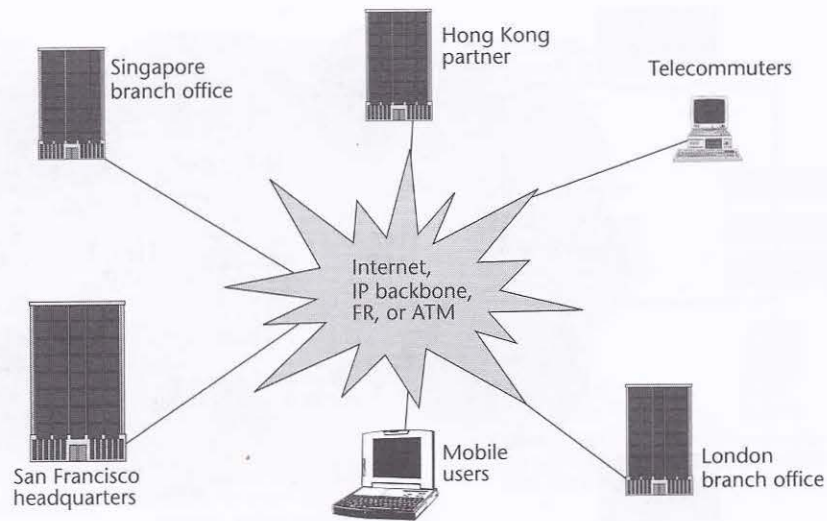 Singapore
branch office
Hong Kong
partner
Telecommuters
Internet,
IP backbone,
FR, or ATM
San Francisco
headquarters
Mobile
users
London
branch office